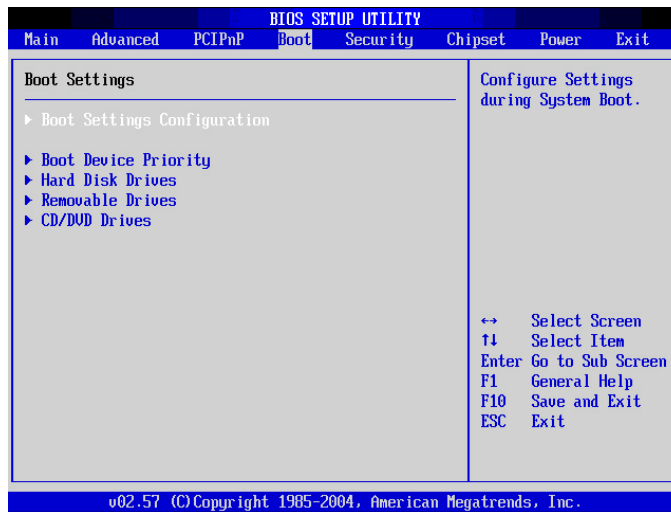 BIOS SETUP UTILITY
Main Advanced PCIPnP Boot Security Chipset Power Exit
Boot Settings
▶ Boot Settings Configuration
▶ Boot Device Priority
▶ Hard Disk Drives
▶ Removable Drives
▶ CD/DVD Drives
Configure Settings
during System Boot.
↔ Select Screen
↑↓ Select Item
Enter Go to Sub Screen
F1 General Help
F10 Save and Exit
ESC Exit
v02.57 (C)Copyright 1985-2004, American Megatrends, Inc.